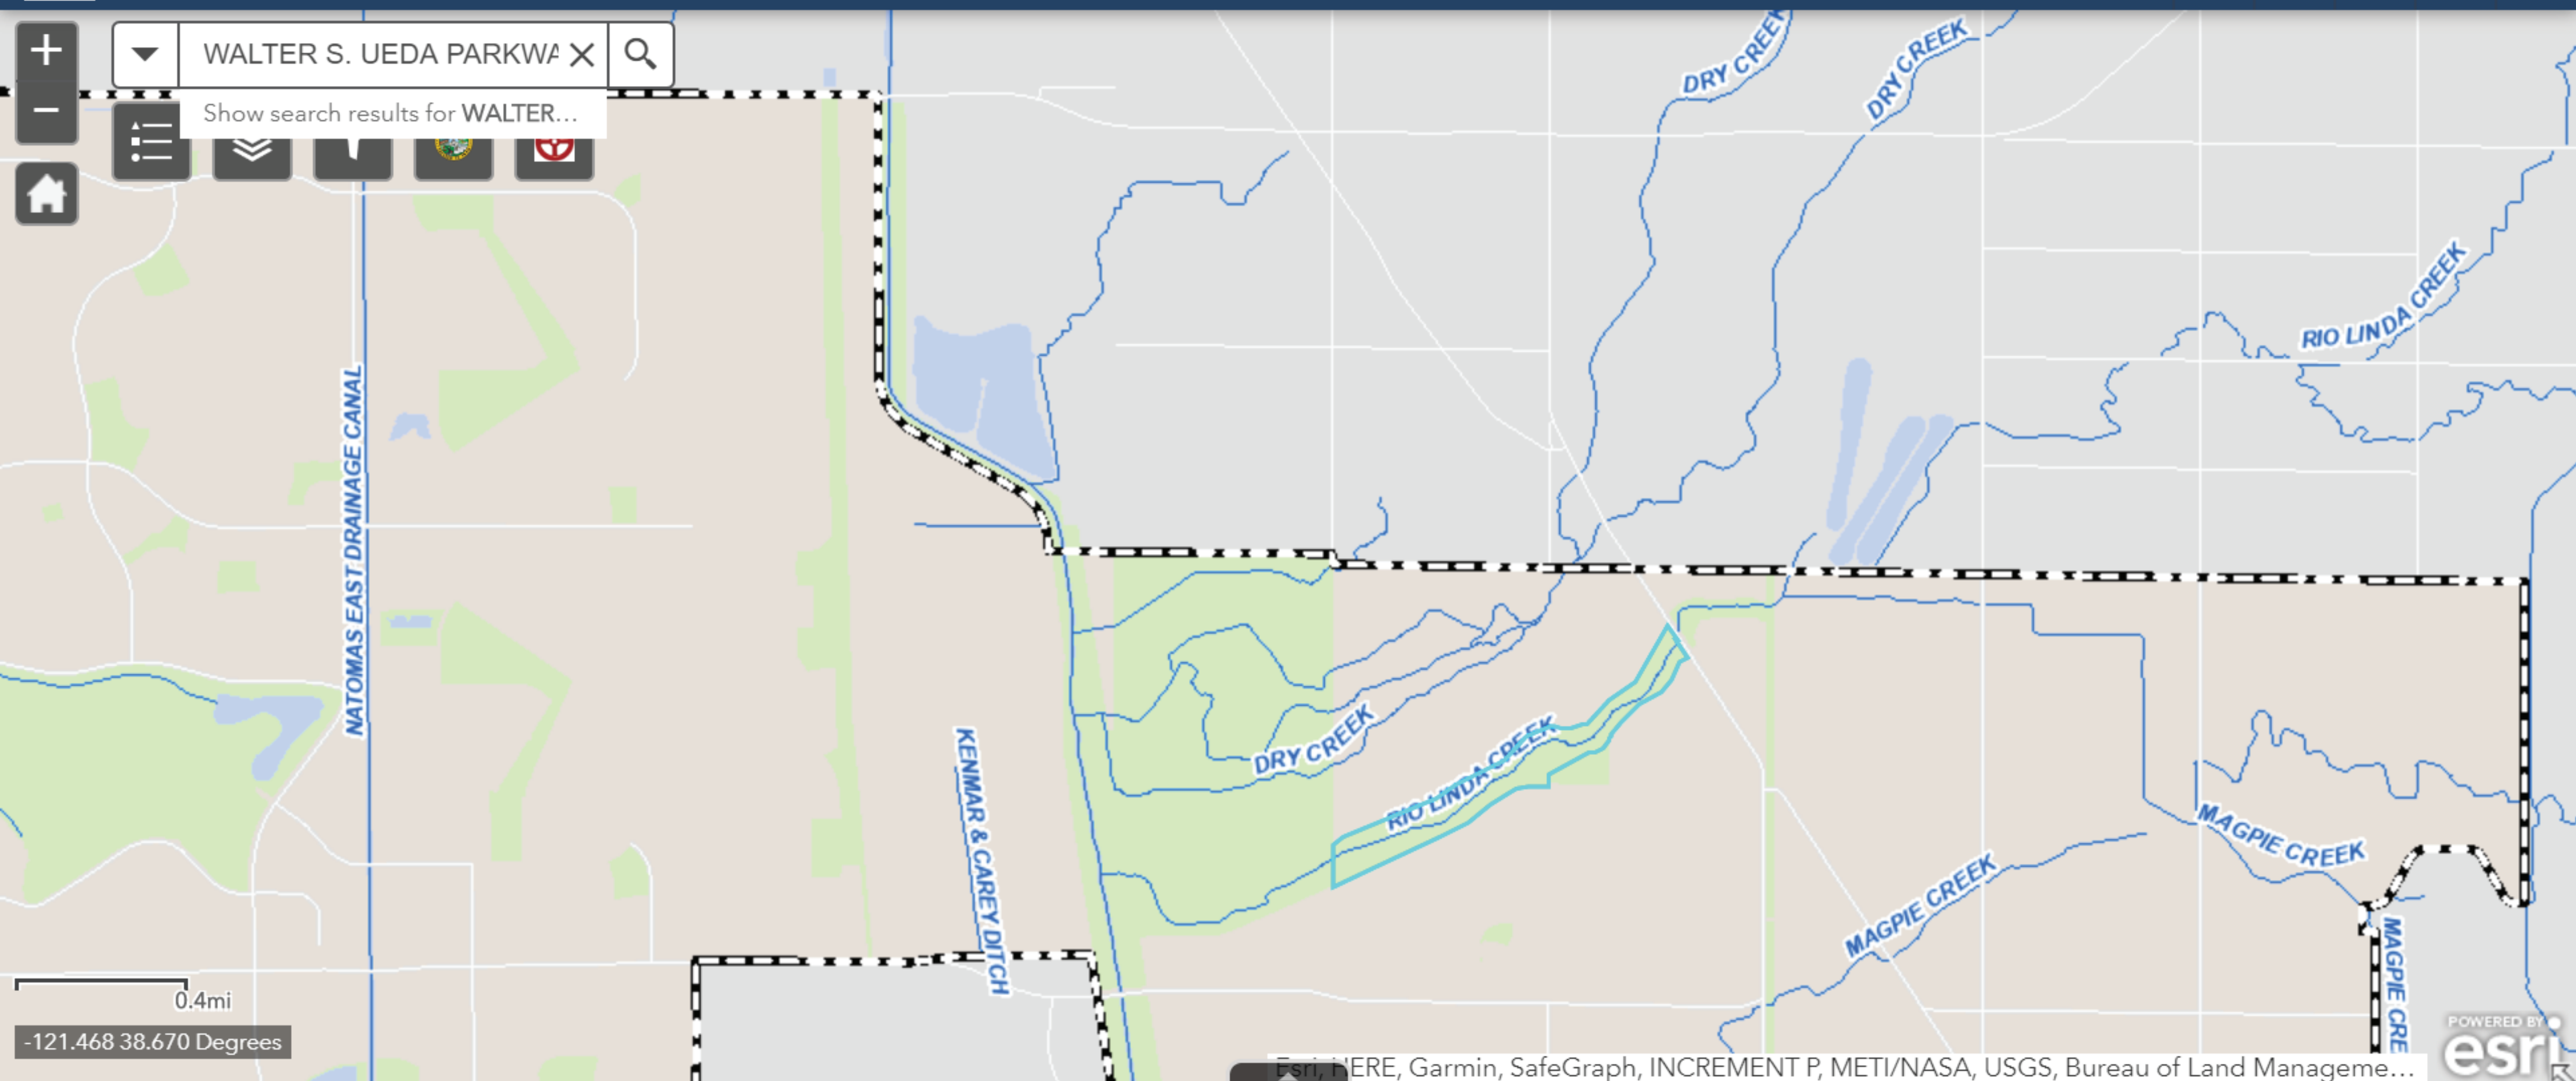 WALTER S. UEDA PARKWA
Show search results for WALTER...
DRY CREEK
DRY CREEK
RIO LINDA CREEK
NATOMAS EAST DRAINAGE CANAL
DRY CREEK
RIO LINDA CREEK
KENMAR & CAREY DITCH
MAGPIE CREEK
MAGPIE CREEK
MAGPIE CRE
0.4mi
-121.468 38.670 Degrees
POWERED BY
esri
Esri, HERE, Garmin, SafeGraph, INCREMENT P, METI/NASA, USGS, Bureau of Land Manageme...